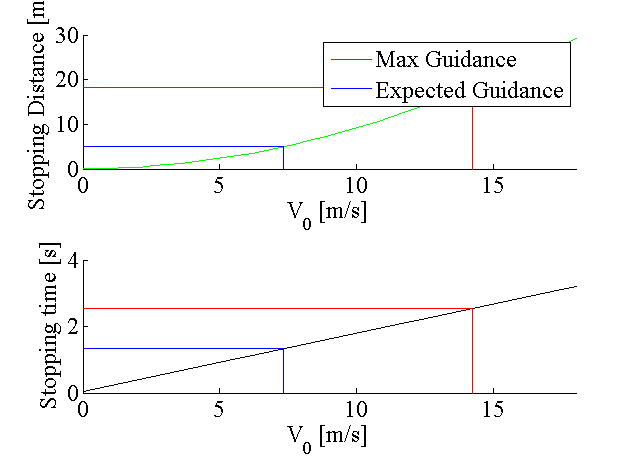 Stopping Distance [m
30
20
10
0
Max Guidance
Expected Guidance
0
5
10
15
V0 [m/s]
Stopping time [s]
4
2
0
0
5
10
15
V0 [m/s]